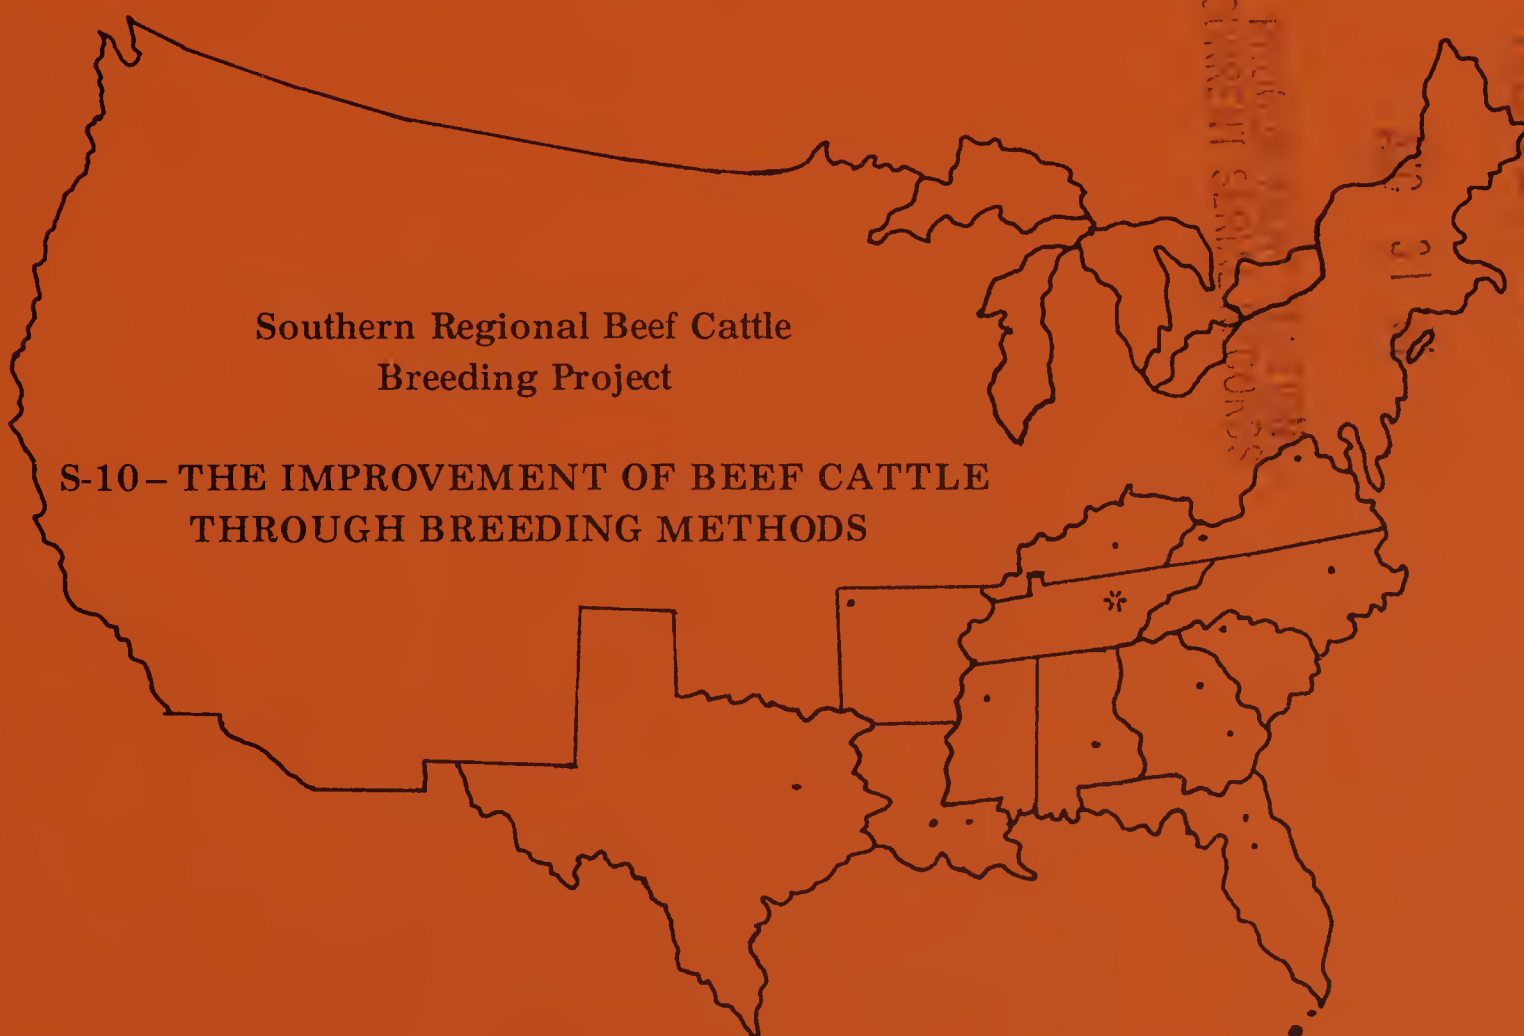 Southern Regional Beef Cattle
Breeding Project
S-10 – THE IMPROVEMENT OF BEEF CATTLE
THROUGH BREEDING METHODS